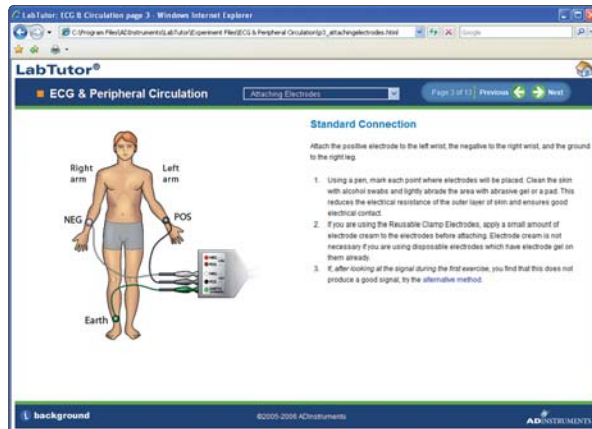 LabTutor: ECG & Circulation page 3 - Windows Internet Explorer
C:\Program Files\ADInstruments\LabTutor\Experiment Files\ECG & Peripheral Circulation\p3_attachingelectrodes.html
Google
LabTutor®
ECG & Peripheral Circulation
Attaching Electrodes
Page 3 of 13
Previous
Next
Standard Connection
Attach the positive electrode to the left wrist, the negative to the right wrist, and the ground
to the right leg.
1. Using a pen, mark each point where electrodes will be placed. Clean the skin
with alcohol swabs and lightly abrade the area with abrasive gel or a pad. This
reduces the electrical resistance of the outer layer of skin and ensures good
electrical contact.
2. If you are using the Reusable Clamp Electrodes, apply a small amount of
electrode cream to the electrodes before attaching. Electrode cream is not
necessary if you are using disposable electrodes which have electrode gel on
them already.
3. If, after looking at the signal during the first exercise, you find that this does not
produce a good signal, try the alternative method.
Right
arm
Left
arm
NEG
POS
Earth
background
©2005-2006 ADInstruments
ADINSTRUMENTS